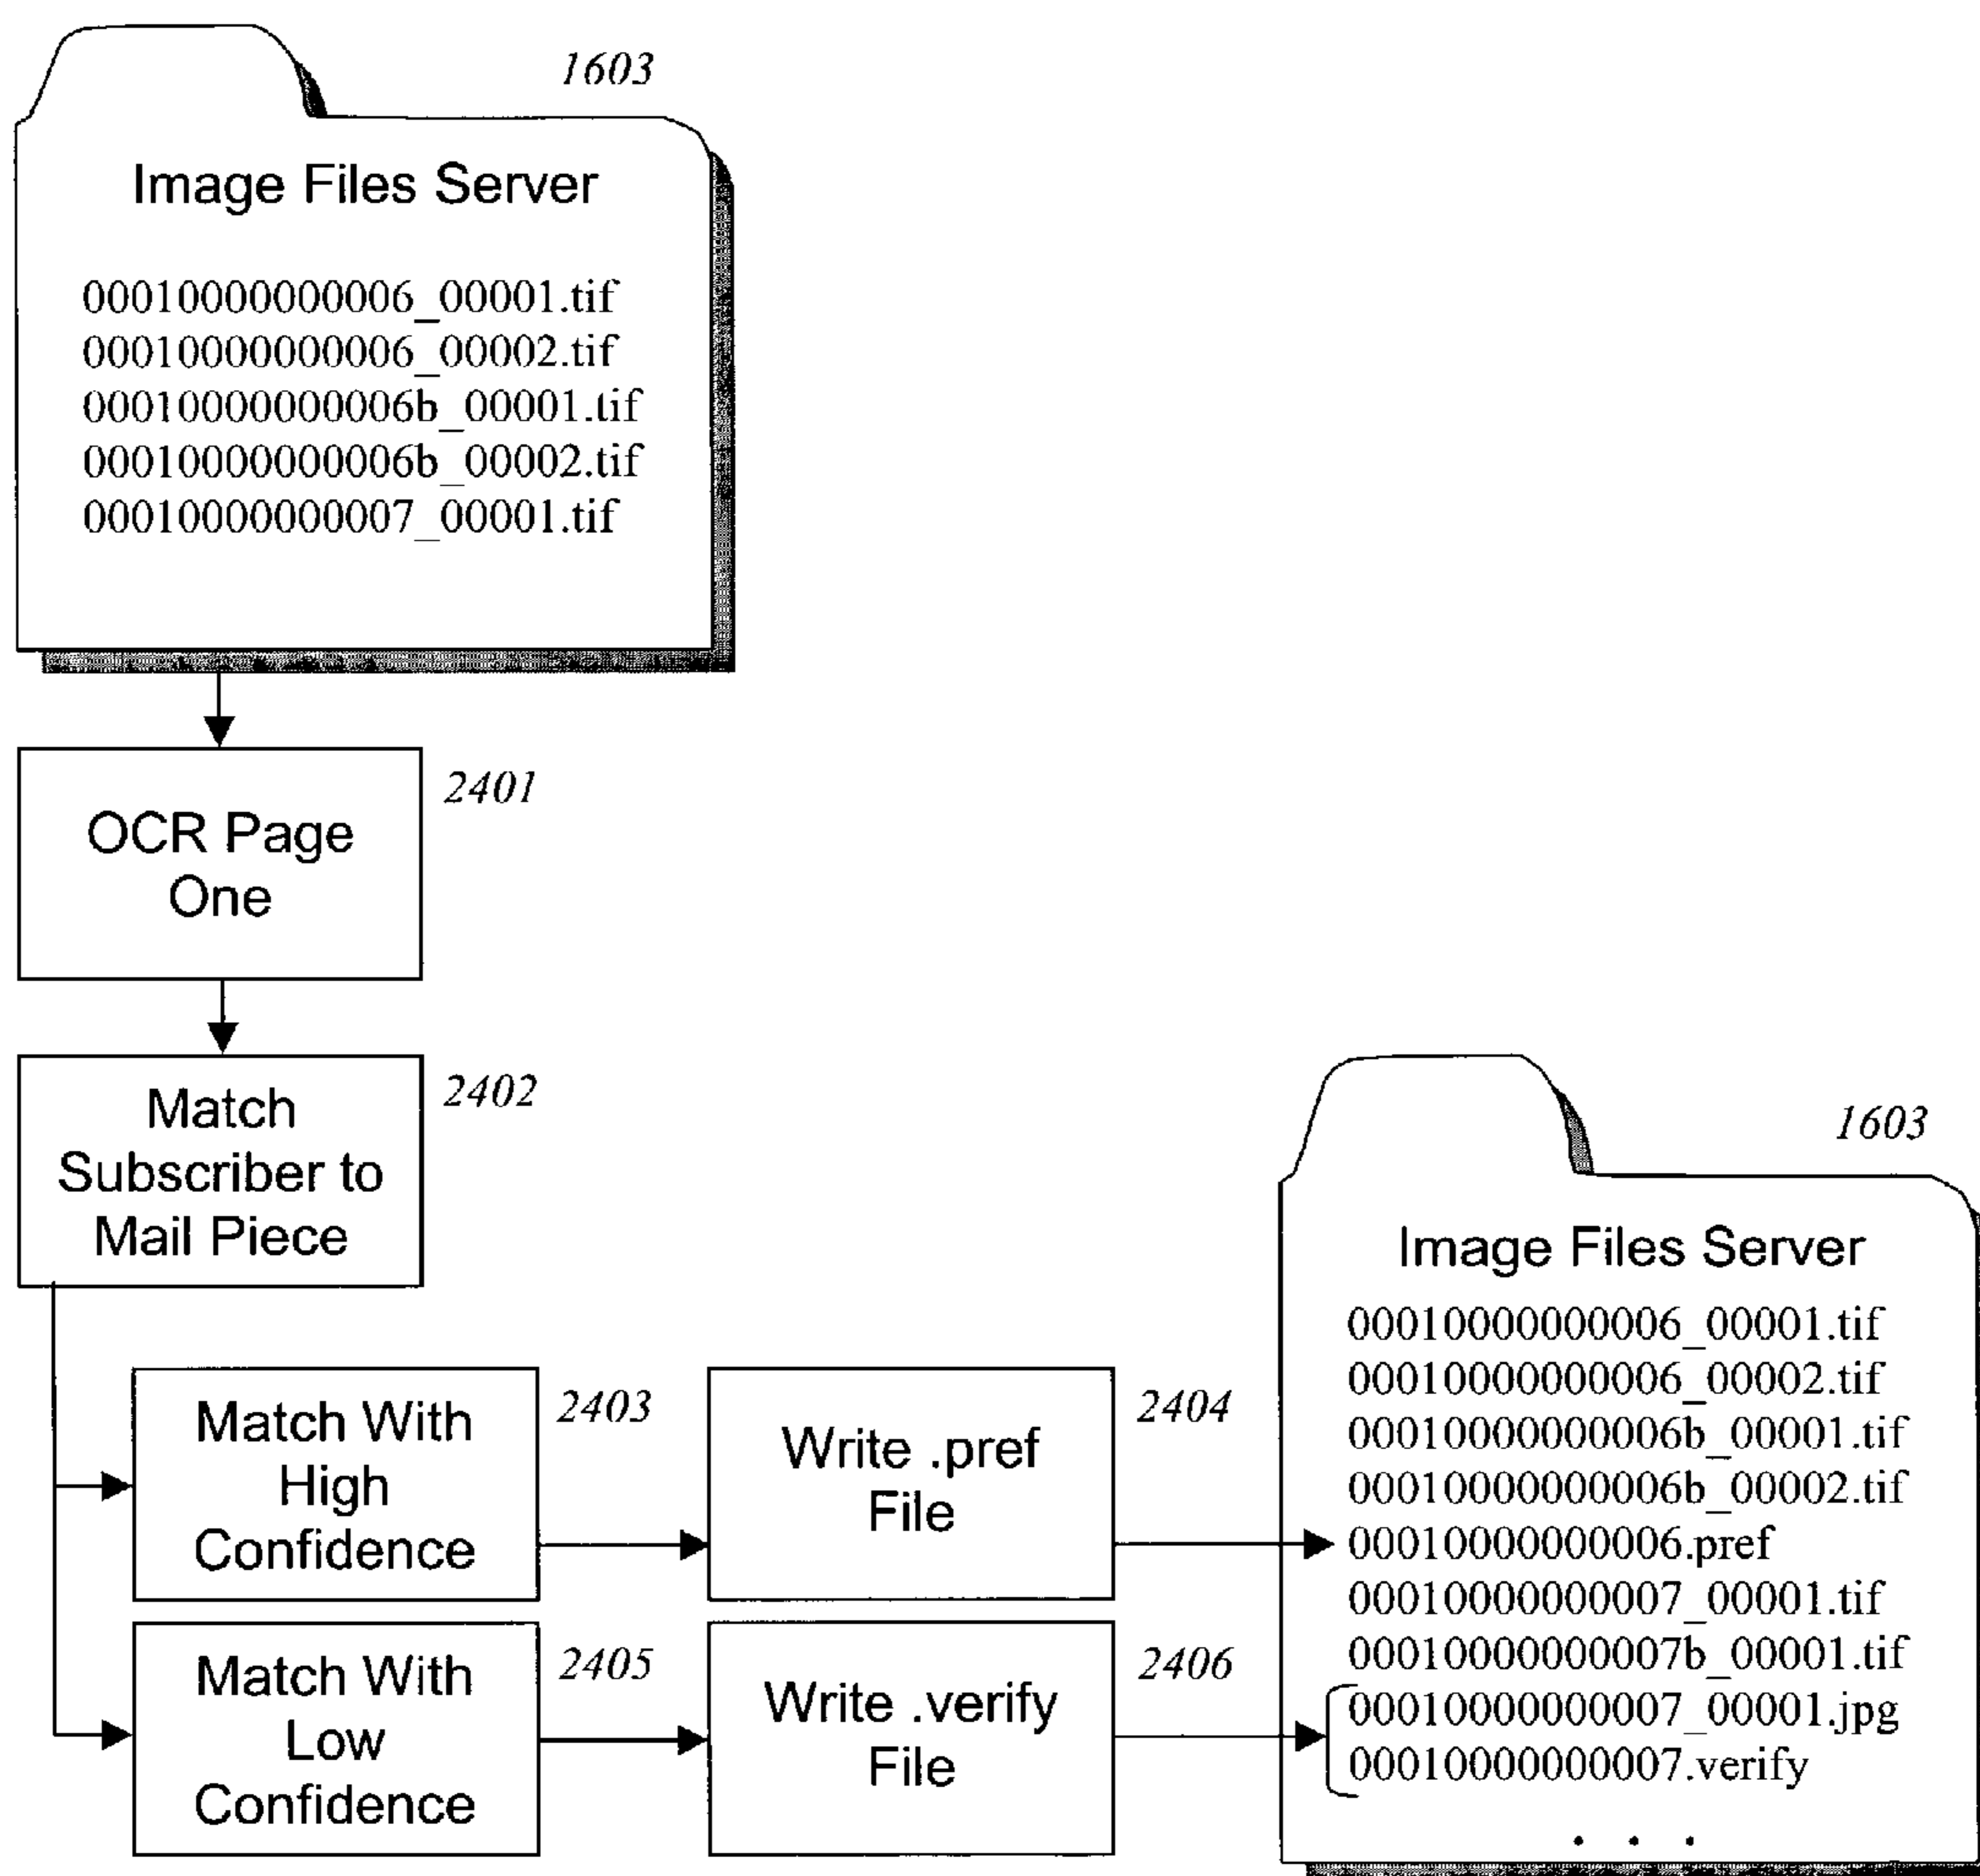 1603
Image Files Server
00010000000006_00001.tif
00010000000006_00002.tif
00010000000006b_00001.tif
00010000000006b_00002.tif
00010000000007_00001.tif
OCR Page
One
2401
Match
Subscriber to
Mail Piece
2402
Match With
High
Confidence
2403
Write .pref
File
2404
Match With
Low
Confidence
2405
Write .verify
File
2406
1603
Image Files Server
00010000000006_00001.tif
00010000000006_00002.tif
00010000000006b_00001.tif
00010000000006b_00002.tif
00010000000006.pref
00010000000007_00001.tif
00010000000007b_00001.tif
00010000000007_00001.jpg
00010000000007.verify
. . .